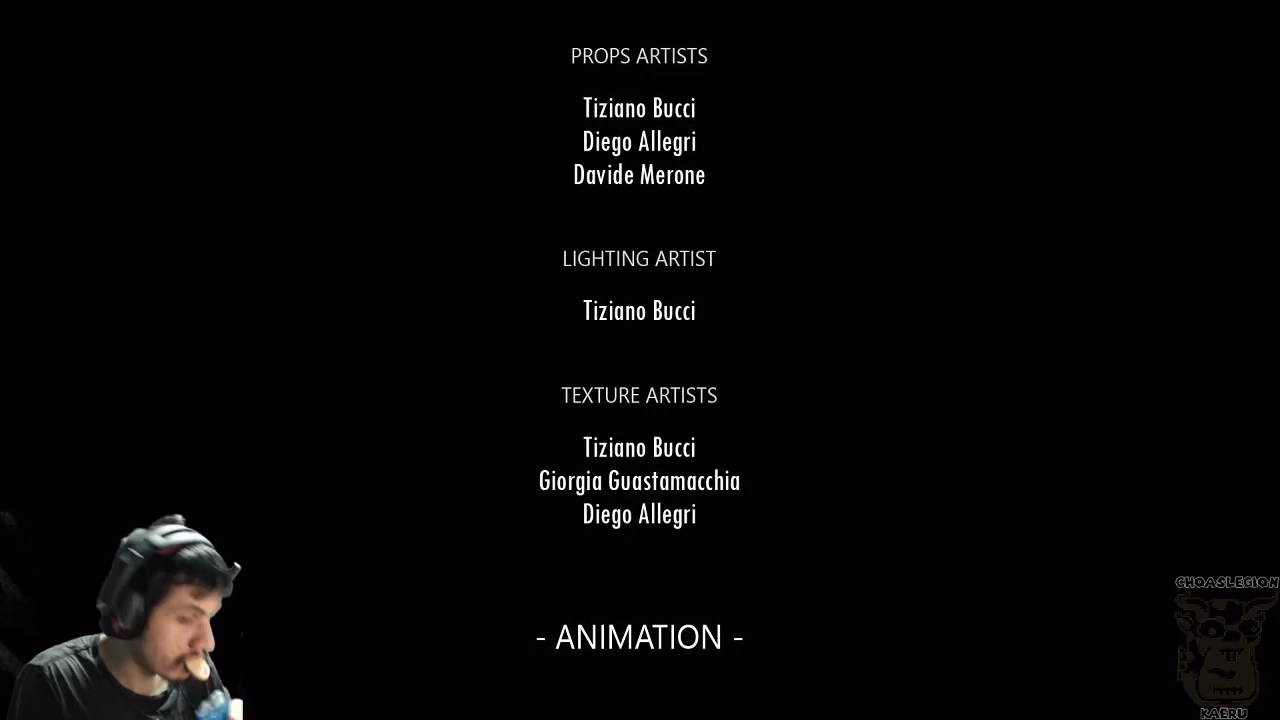 PROPS ARTISTS
Tiziano Bucci
Diego Allegri
Davide Merone
LIGHTING ARTIST
Tiziano Bucci
TEXTURE ARTISTS
Tiziano Bucci
Giorgia Guastamacchia
Diego Allegri
- ANIMATION -
CHOASLEGION
KAERU